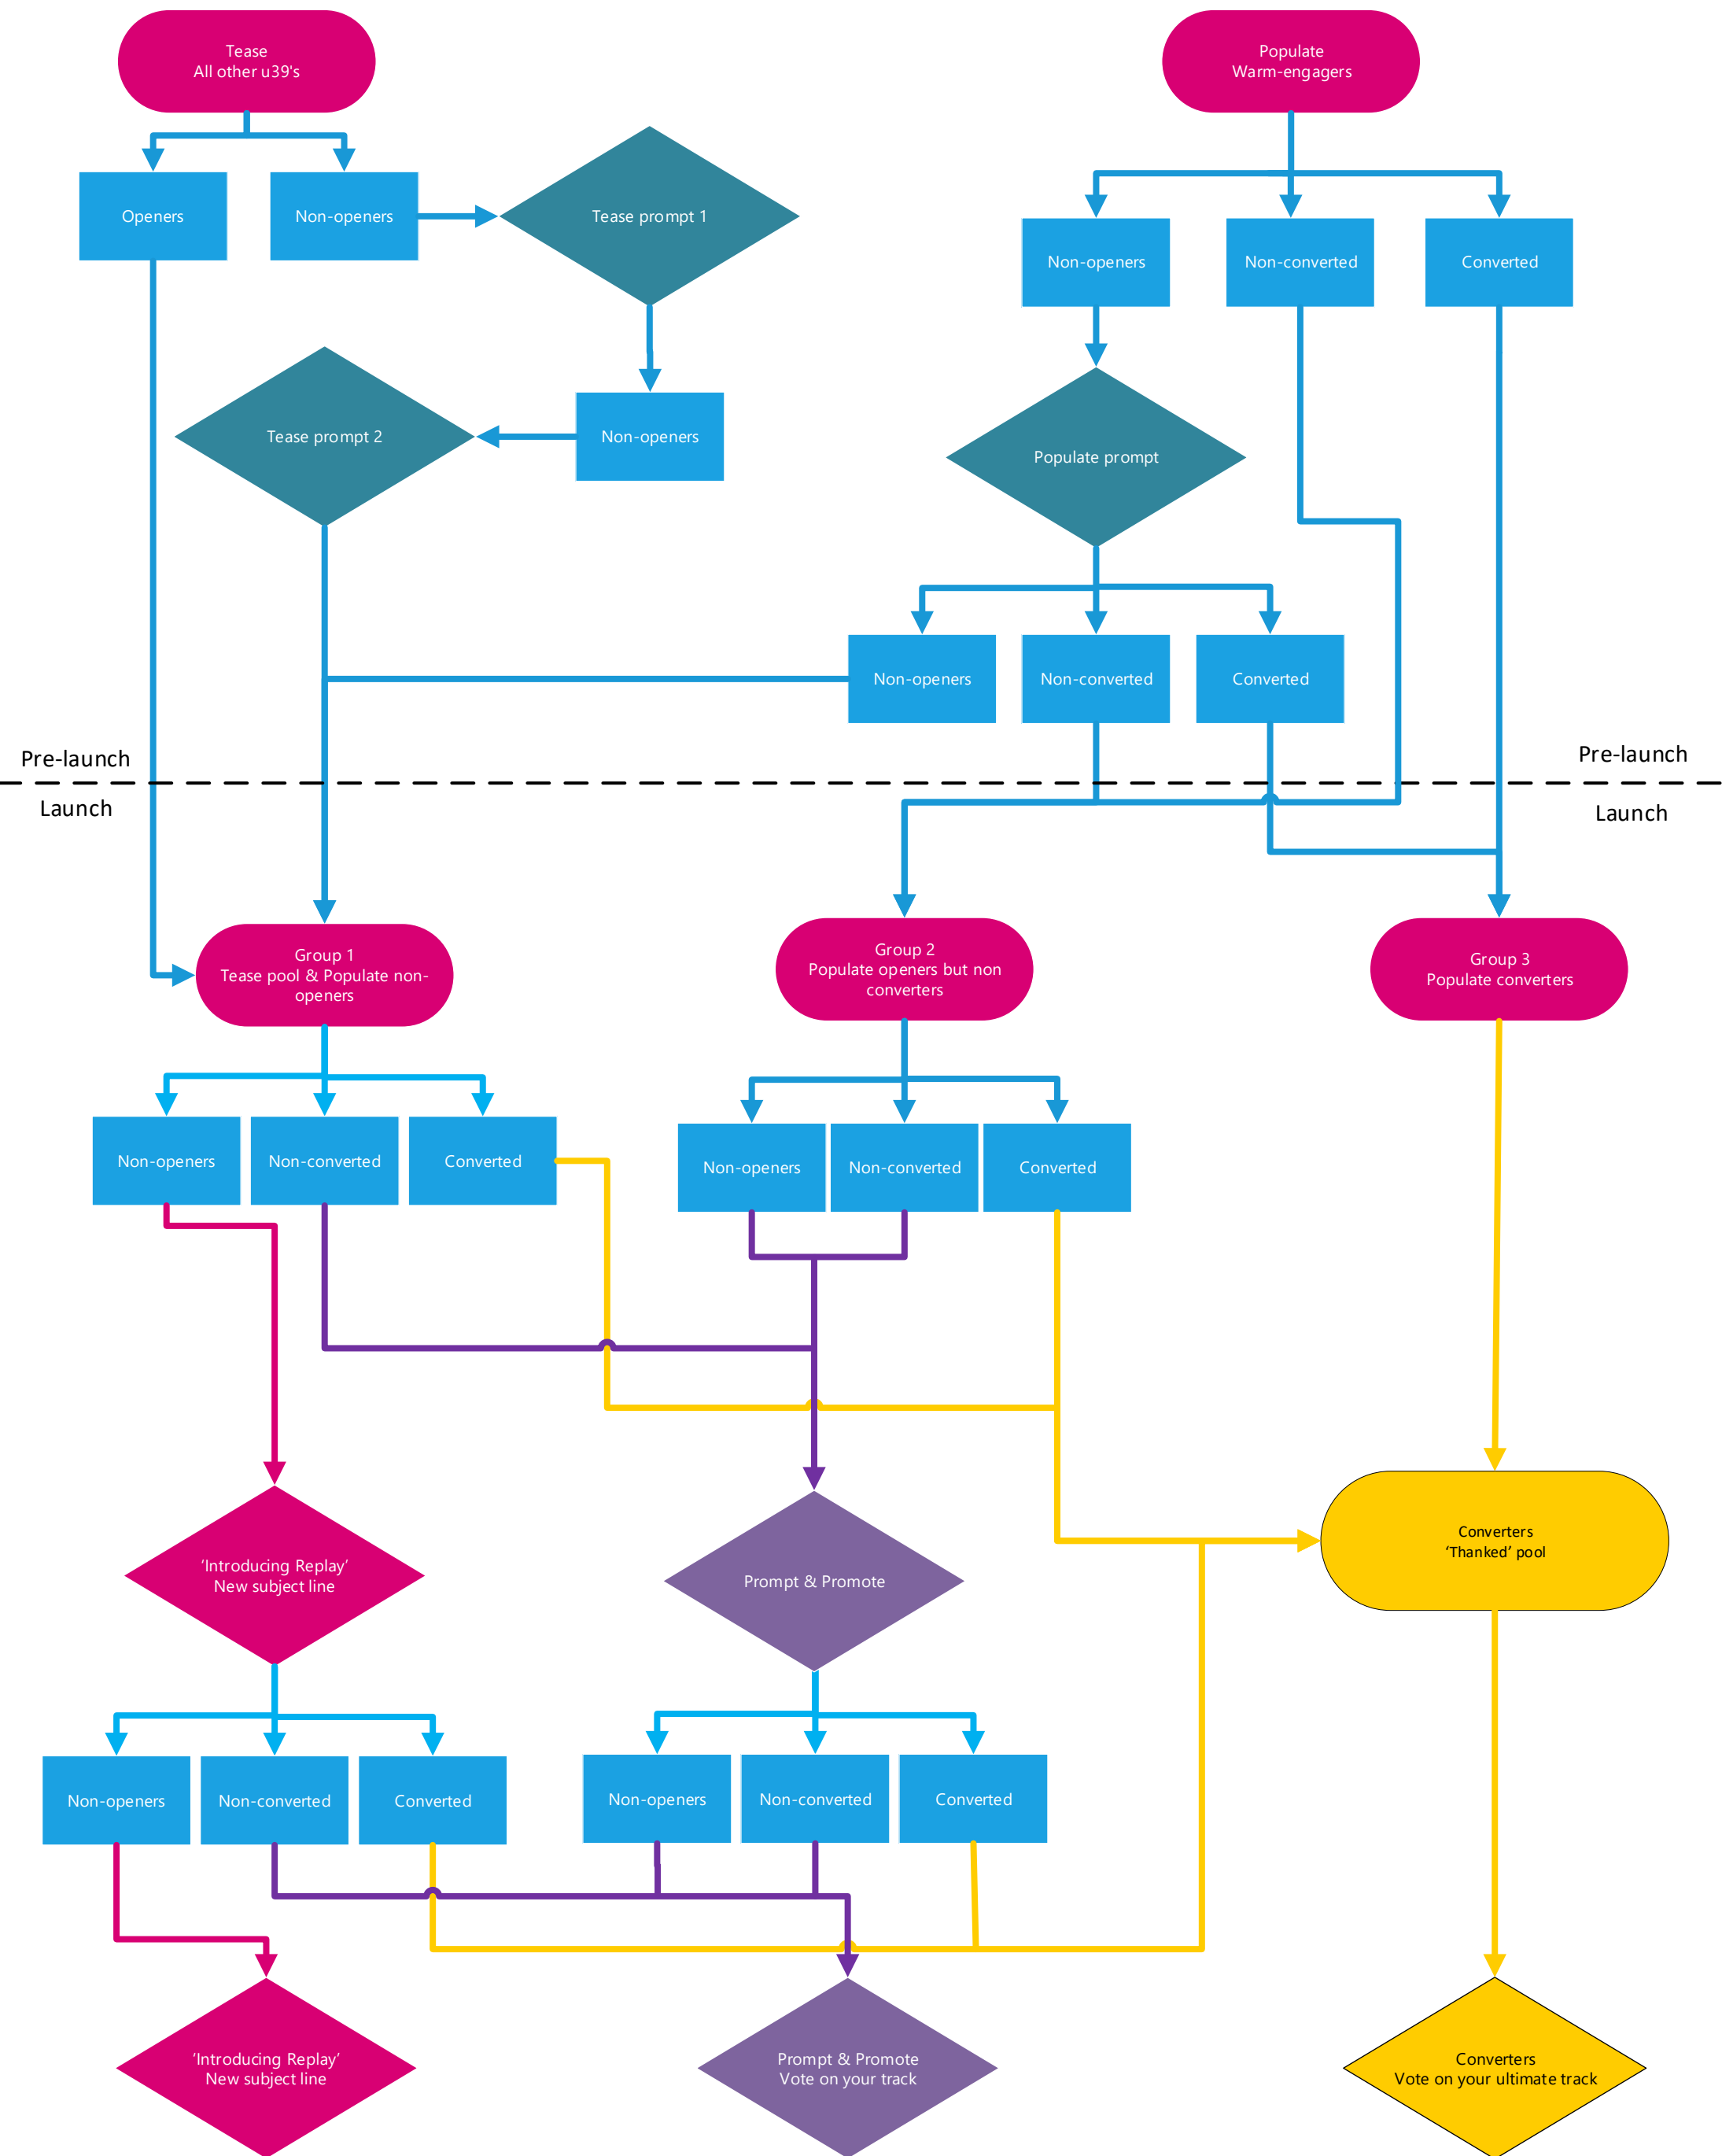 Tease
All other u39's
Populate
Warm-engagers
Openers
Non-openers
Tease prompt 1
Non-openers
Non-converted
Converted
Tease prompt 2
Non-openers
Populate prompt
Non-openers
Non-converted
Converted
Pre-launch
Pre-launch
Launch
Launch
Group 1
Tease pool & Populate non-
openers
Group 2
Populate openers but non
converters
Group 3
Populate converters
Non-openers
Non-converted
Converted
Non-openers
Non-converted
Converted
‘Introducing Replay’
New subject line
Prompt & Promote
Converters
‘Thanked’ pool
Non-openers
Non-converted
Converted
Non-openers
Non-converted
Converted
‘Introducing Replay’
New subject line
Prompt & Promote
Vote on your track
Converters
Vote on your ultimate track